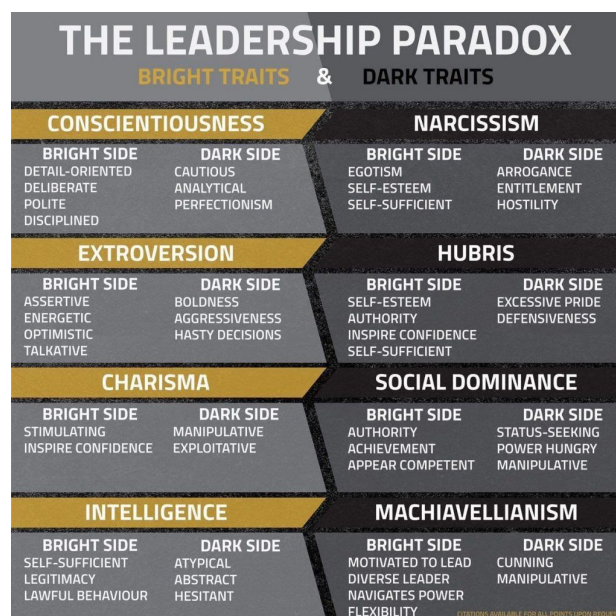 THE LEADERSHIP PARADOX
BRIGHT TRAITS & DARK TRAITS
CONSCIENTIOUSNESS
BRIGHT SIDE
DETAIL-ORIENTED
DELIBERATE
POLITE
DISCIPLINED
DARK SIDE
CAUTIOUS
ANALYTICAL
PERFECTIONISM
NARCISSISM
BRIGHT SIDE
EGOTISM
SELF-ESTEEM
SELF-SUFFICIENT
DARK SIDE
ARROGANCE
ENTITLEMENT
HOSTILITY
EXTROVERSION
BRIGHT SIDE
ASSERTIVE
ENERGETIC
OPTIMISTIC
TALKATIVE
DARK SIDE
BOLDNESS
AGGRESSIVENESS
HASTY DECISIONS
HUBRIS
BRIGHT SIDE
SELF-ESTEEM
AUTHORITY
INSPIRE CONFIDENCE
SELF-SUFFICIENT
DARK SIDE
EXCESSIVE PRIDE
DEFENSIVENESS
CHARISMA
BRIGHT SIDE
STIMULATING
INSPIRE CONFIDENCE
DARK SIDE
MANIPULATIVE
EXPLOITATIVE
SOCIAL DOMINANCE
BRIGHT SIDE
AUTHORITY
ACHIEVEMENT
APPEAR COMPETENT
DARK SIDE
STATUS-SEEKING
POWER HUNGRY
MANIPULATIVE
INTELLIGENCE
BRIGHT SIDE
SELF-SUFFICIENT
LEGITIMACY
LAWFUL BEHAVIOUR
DARK SIDE
ATYPICAL
ABSTRACT
HESITANT
MACHIAVELLIANISM
BRIGHT SIDE
MOTIVATED TO LEAD
DIVERSE LEADER
NAVIGATES POWER
FLEXIBILITY
DARK SIDE
CUNNING
MANIPULATIVE
CITATIONS AVAILABLE FOR ALL POINTS UPON